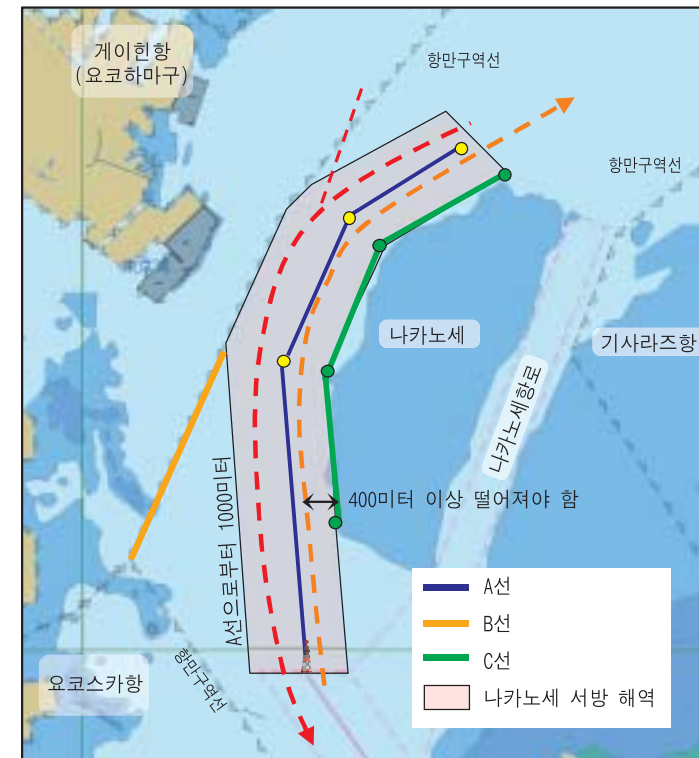 게이힌항
(요코하마구)
항만구역선
항만구역선
나카노세
기사라즈항
나카노세항로
A선으로부터 1000미터
400미터 이상 떨어져야 함
요코스카항
항만구역선
A선
B선
C선
나카노세 서방 해역